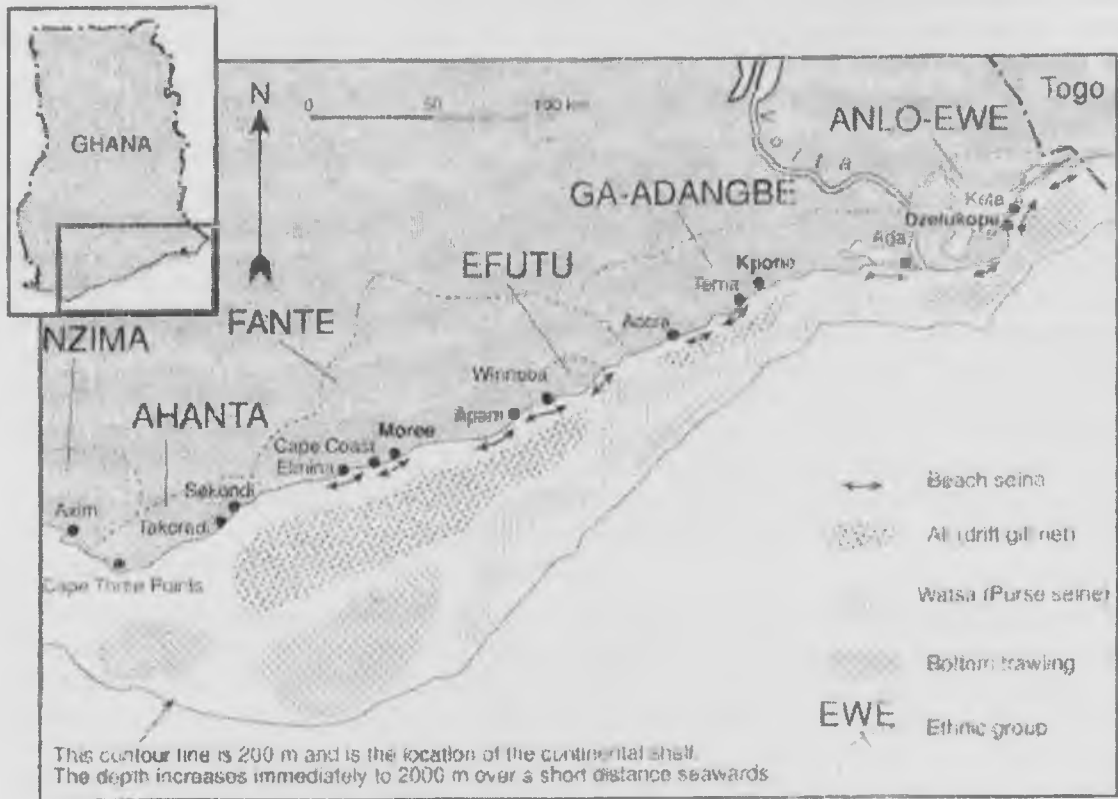 GHANA
N
0 50 100 km
Togo
ANLO-EWE
Volta
GA-ADANGBE
Keta
Dzelukope
Ada
EFUTU
Kpone
Tema
FANTE
Accra
NZIMA
Winneba
AHANTA
Apam
Moree
Cape Coast
Elmina
Sekondi
Axim
Takoradi
Cape Three Points
Beach seine
Ali (drift gill net)
Watsa (Purse seine)
Bottom trawling
EWE Ethnic group
This contour line is 200 m and is the location of the continental shelf.
The depth increases immediately to 2000 m over a short distance seawards